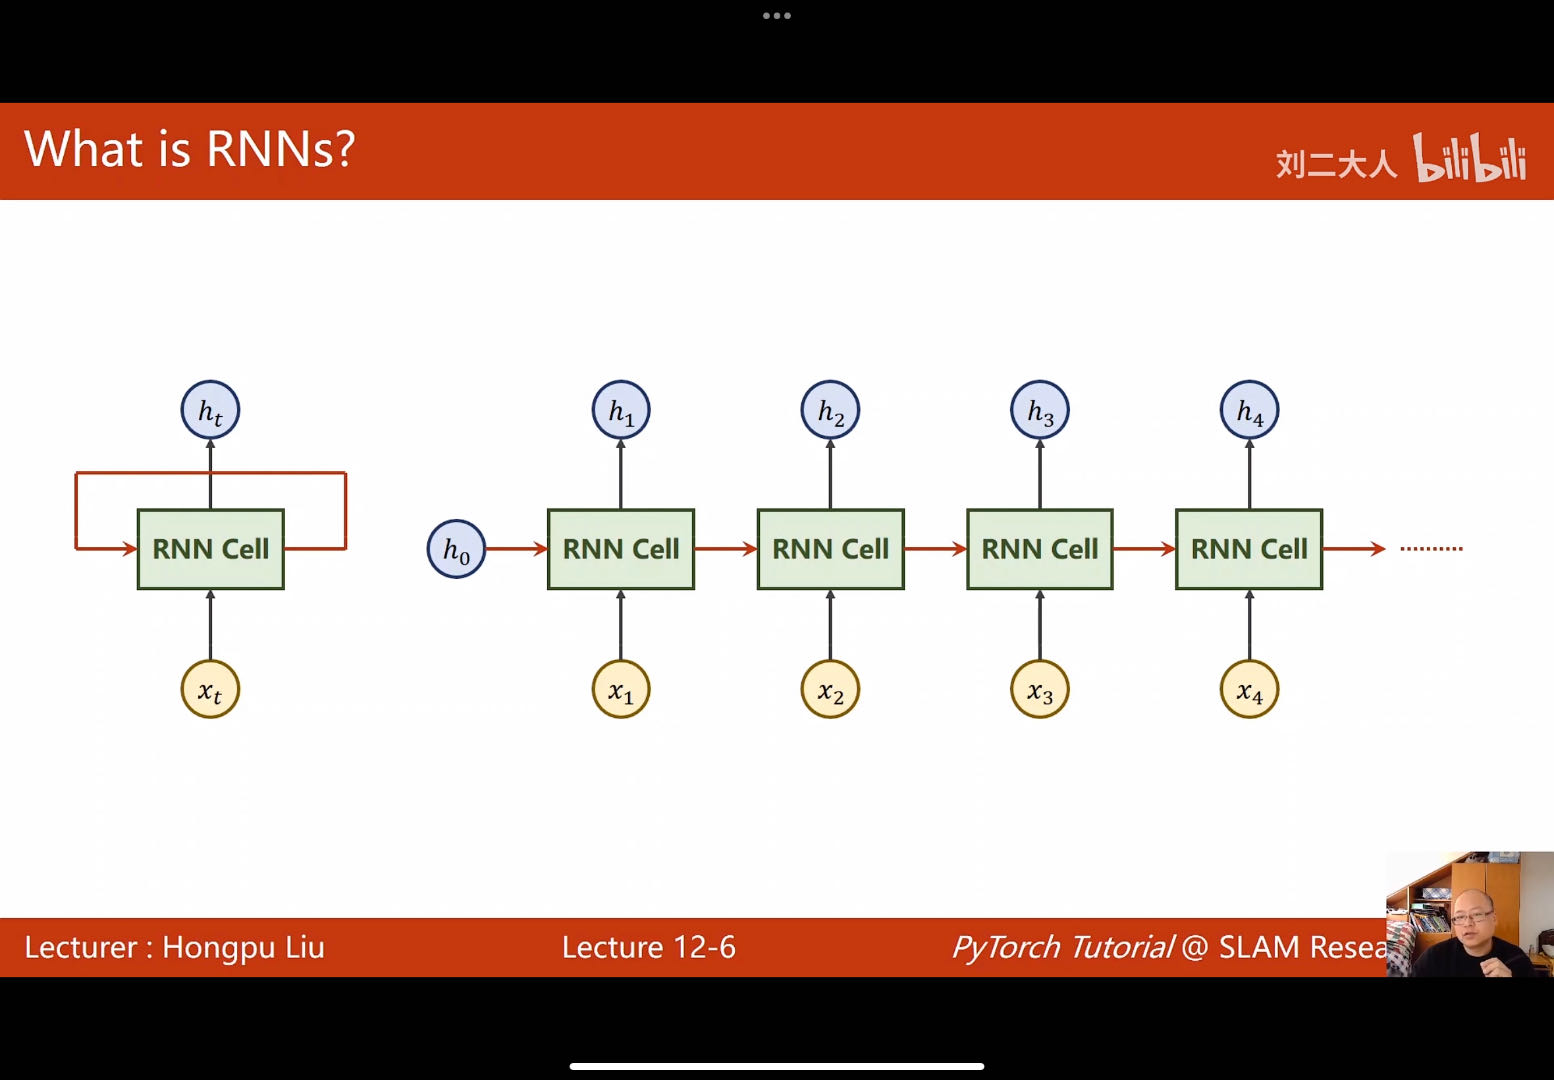 What is RNNs?
刘二大人 bilibili
h_t
h_1 h_2 h_3 h_4
RNN Cell
h_0 RNN Cell RNN Cell RNN Cell RNN Cell
x_t
x_1 x_2 x_3 x_4
Lecturer : Hongpu Liu
Lecture 12-6
PyTorch Tutorial @ SLAM